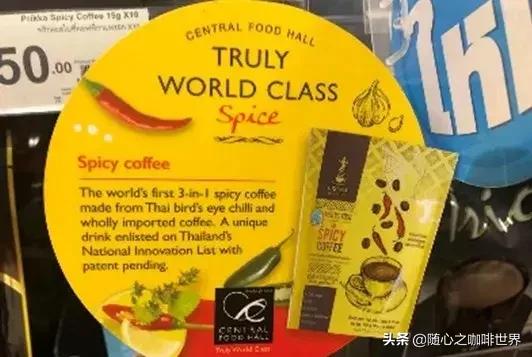 Prikka Spicy Coffee 15g X10
50.00
CENTRAL FOOD HALL
TRULY
WORLD CLASS
Spice
Spicy coffee
The world's first 3-in-1 spicy coffee
made from Thai bird's eye chilli and
wholly imported coffee. A unique
drink enlisted on Thailand's
National Innovation List with
patent pending.
SPICY
COFFEE
CENTRAL
FOOD HALL
Truly World Class
ให
头条 @随心之咖啡世界